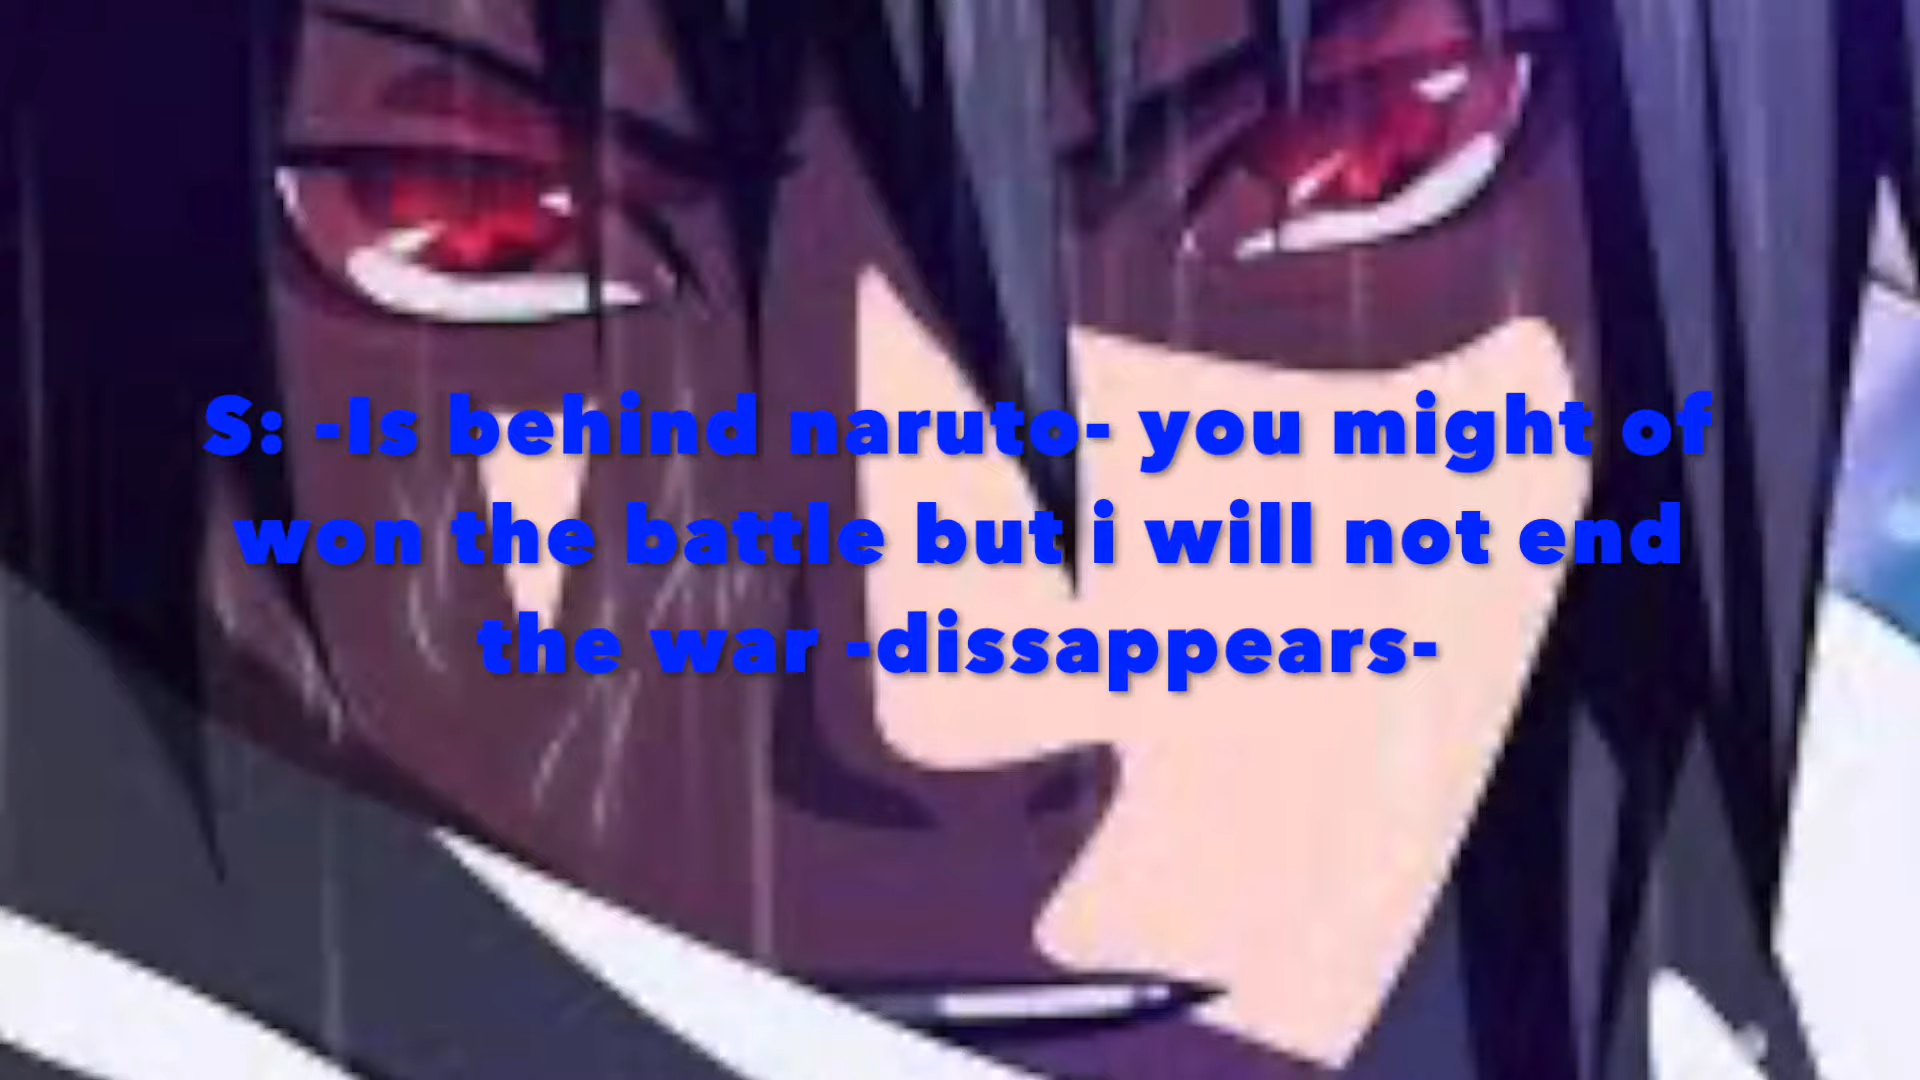 S: -Is behind naruto- you might of
won the battle but i will not end
the war -dissappears-